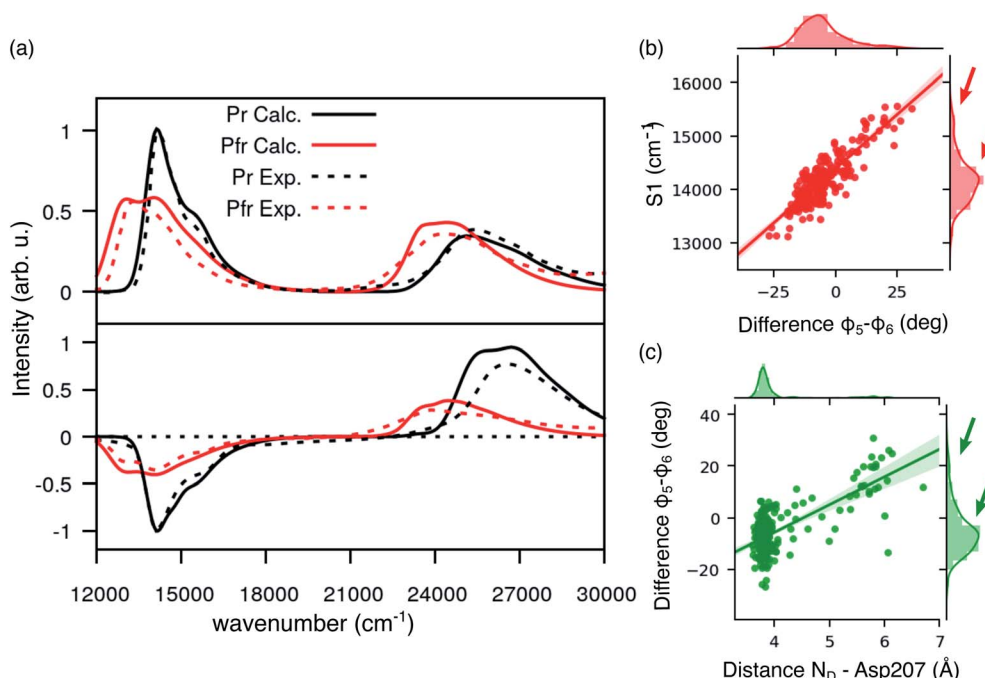 (a)
Pr Calc.
Pfr Calc.
Pr Exp.
Pfr Exp.
1
0.5
0
1
0.5
0
-0.5
-1
Intensity (arb. u.)
12000 15000 18000 21000 24000 27000 30000
wavenumber (cm⁻¹)
(b)
16000
15000
14000
13000
S1 (cm⁻¹)
−25 0 25
Difference ϕ₅-ϕ₆ (deg)
(c)
40
20
0
−20
Difference ϕ₅-ϕ₆ (deg)
4 5 6 7
Distance N_D - Asp207 (Å)